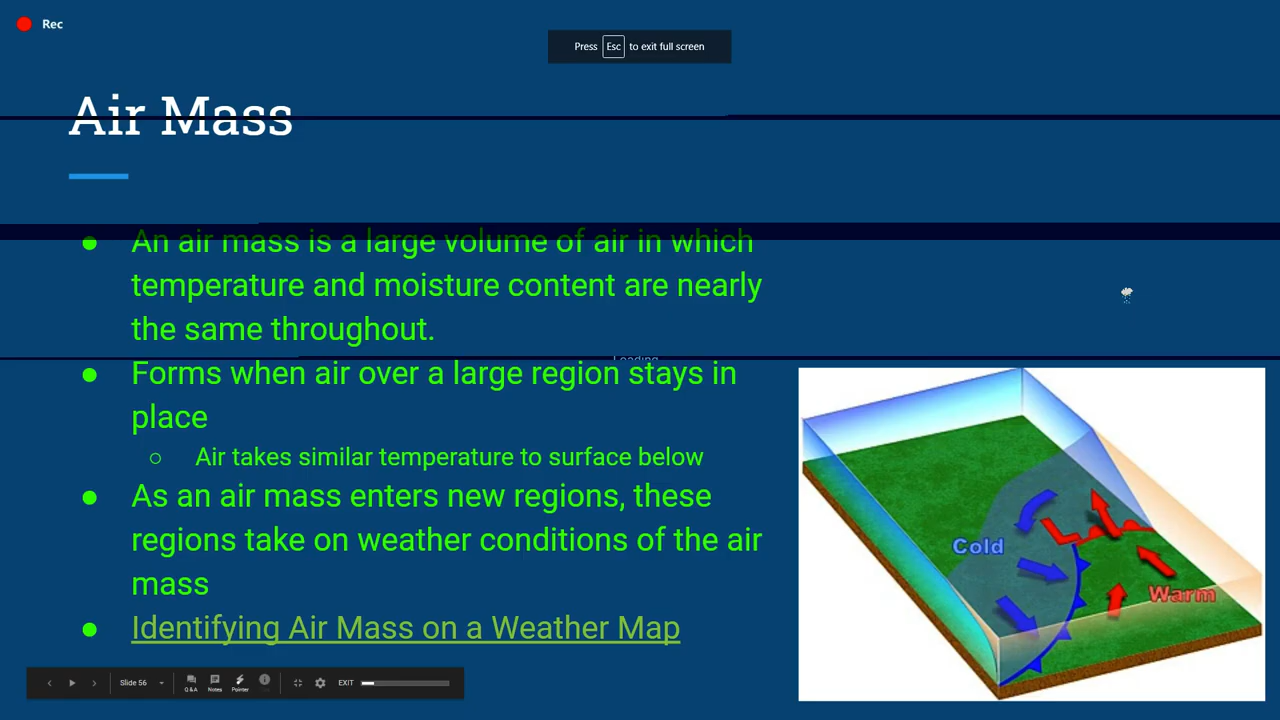 Rec
Press Esc to exit full screen
Air Mass
● An air mass is a large volume of air in which
temperature and moisture content are nearly
the same throughout.
Loading
● Forms when air over a large region stays in
place
○ Air takes similar temperature to surface below
● As an air mass enters new regions, these
regions take on weather conditions of the air
mass
● Identifying Air Mass on a Weather Map
Cold
Warm
Slide 56
Q&A
Notes
Pointer
EXIT